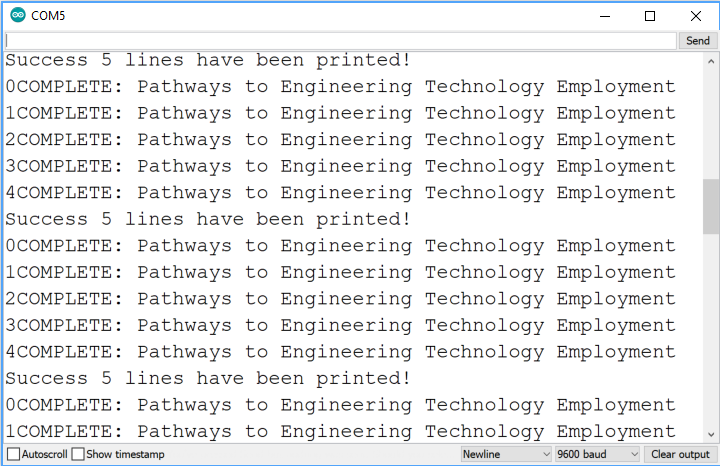 COM5
Send
Success 5 lines have been printed!
0COMPLETE: Pathways to Engineering Technology Employment
1COMPLETE: Pathways to Engineering Technology Employment
2COMPLETE: Pathways to Engineering Technology Employment
3COMPLETE: Pathways to Engineering Technology Employment
4COMPLETE: Pathways to Engineering Technology Employment
Success 5 lines have been printed!
0COMPLETE: Pathways to Engineering Technology Employment
1COMPLETE: Pathways to Engineering Technology Employment
2COMPLETE: Pathways to Engineering Technology Employment
3COMPLETE: Pathways to Engineering Technology Employment
4COMPLETE: Pathways to Engineering Technology Employment
Success 5 lines have been printed!
0COMPLETE: Pathways to Engineering Technology Employment
1COMPLETE: Pathways to Engineering Technology Employment
Autoscroll Show timestamp Newline 9600 baud Clear output